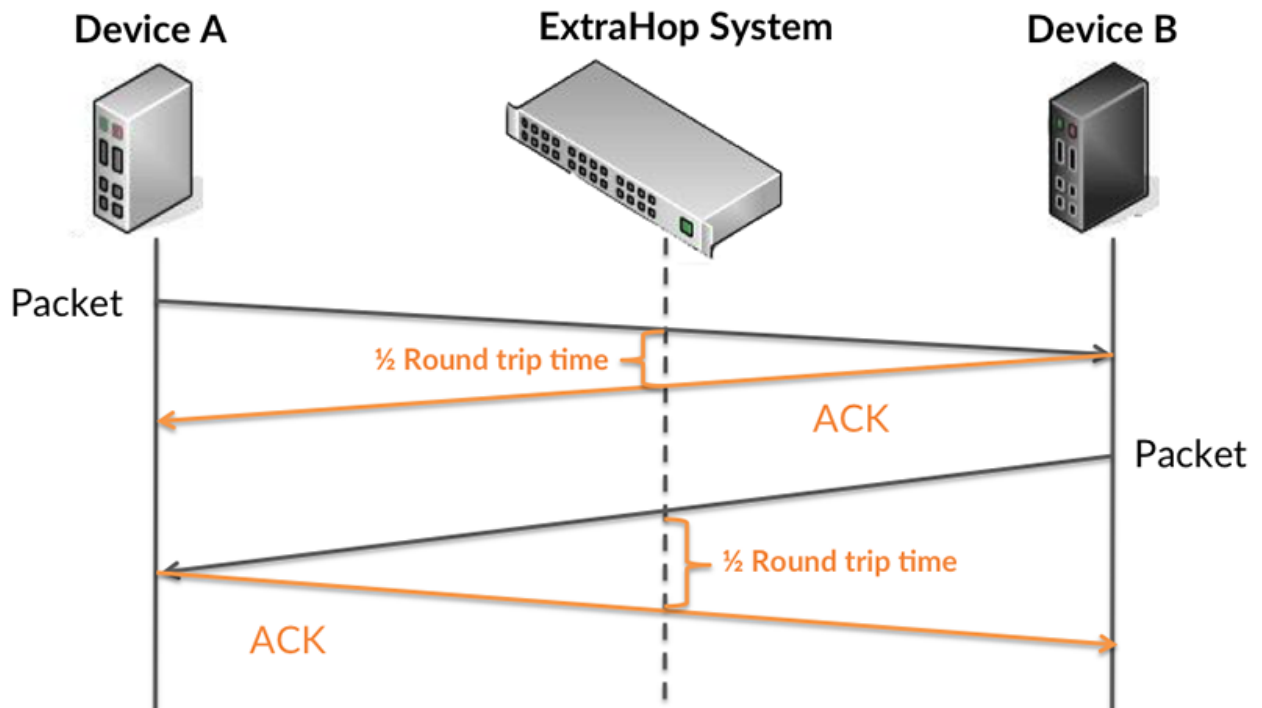 Device A
ExtraHop System
Device B
Packet
½ Round trip time
ACK
Packet
½ Round trip time
ACK